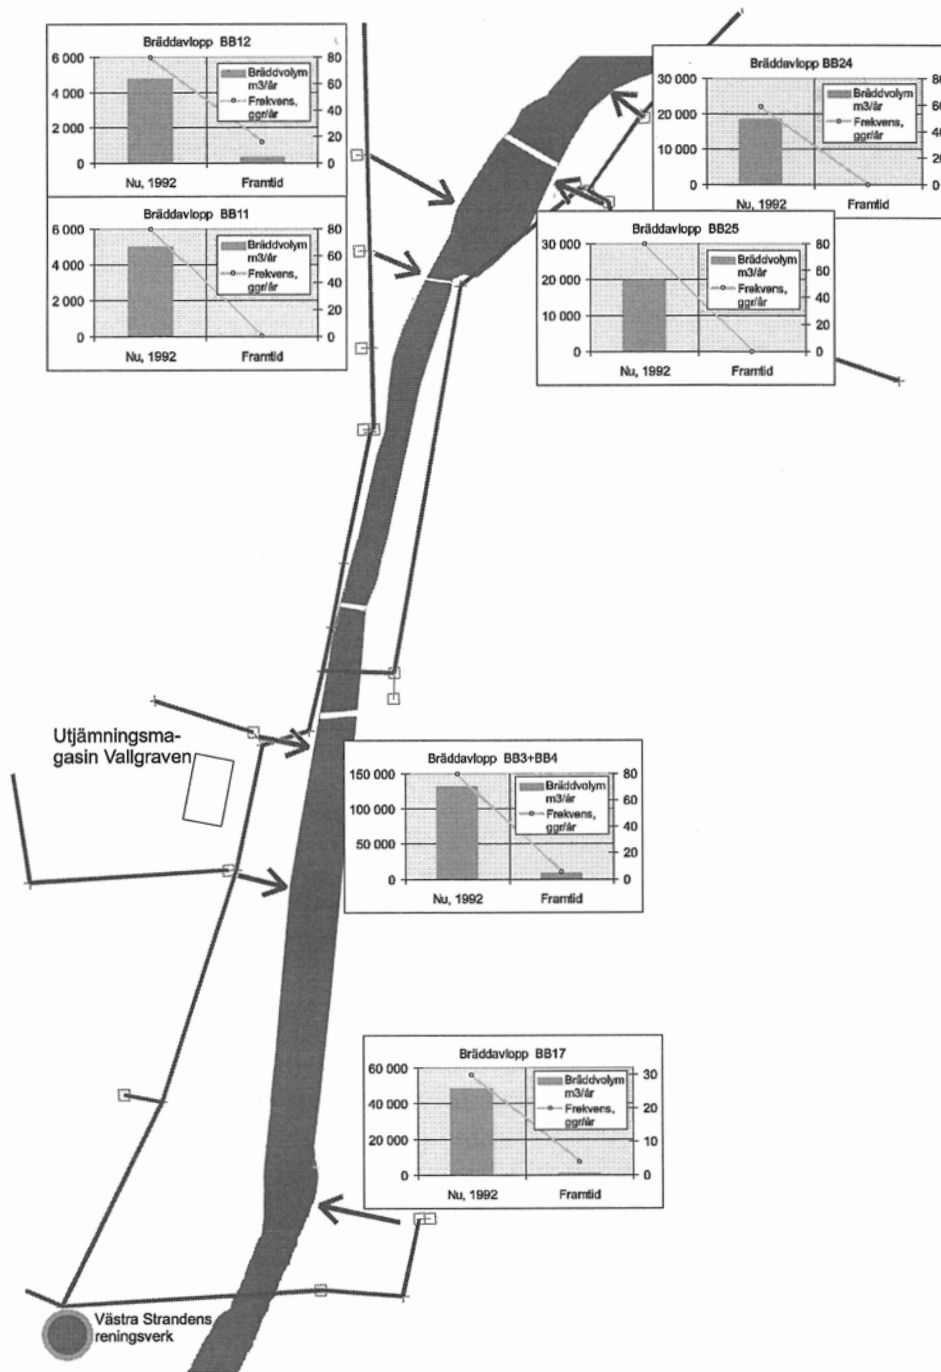 Bräddavlopp BB12
6 000
4 000
2 000
0
80
60
40
20
0
Bräddvolym
m3/år
Frekvens,
ggr/år
Nu, 1992
Framtid
Bräddavlopp BB24
30 000
20 000
10 000
0
80
60
40
20
0
Bräddvolym
m3/år
Frekvens,
ggr/år
Nu, 1992
Framtid
Bräddavlopp BB11
6 000
4 000
2 000
0
80
60
40
20
0
Bräddvolym
m3/år
Frekvens,
ggr/år
Nu, 1992
Framtid
Bräddavlopp BB25
30 000
20 000
10 000
0
80
60
40
20
0
Bräddvolym
m3/år
Frekvens,
ggr/år
Nu, 1992
Framtid
Utjämningsma-
gasin Vallgraven
Bräddavlopp BB3+BB4
150 000
100 000
50 000
0
80
60
40
20
0
Bräddvolym
m3/år
Frekvens,
ggr/år
Nu, 1992
Framtid
Bräddavlopp BB17
60 000
40 000
20 000
0
30
20
10
0
Bräddvolym
m3/år
Frekvens,
ggr/år
Nu, 1992
Framtid
Västra Strandens
reningsverk